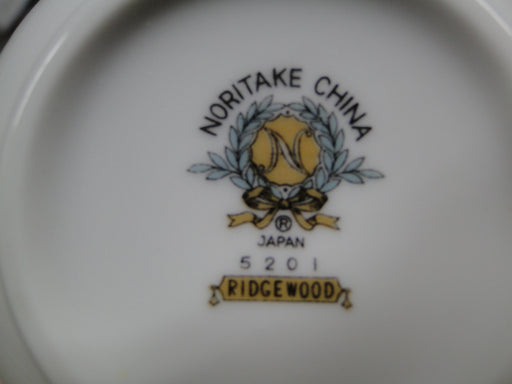 NORITAKE CHINA
N
®
JAPAN
5201
RIDGEWOOD